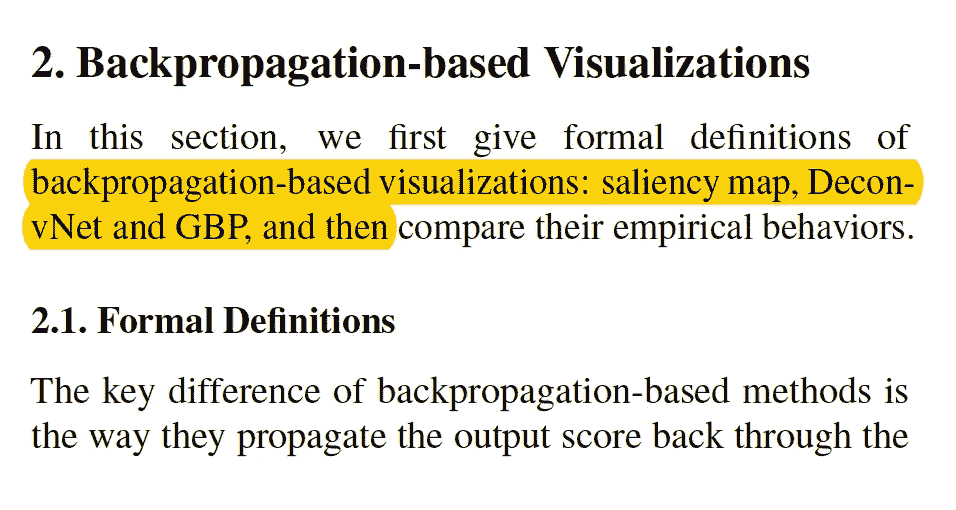 2. Backpropagation-based Visualizations
In this section, we first give formal definitions of
backpropagation-based visualizations: saliency map, Decon-
vNet and GBP, and then compare their empirical behaviors.
2.1. Formal Definitions
The key difference of backpropagation-based methods is
the way they propagate the output score back through the